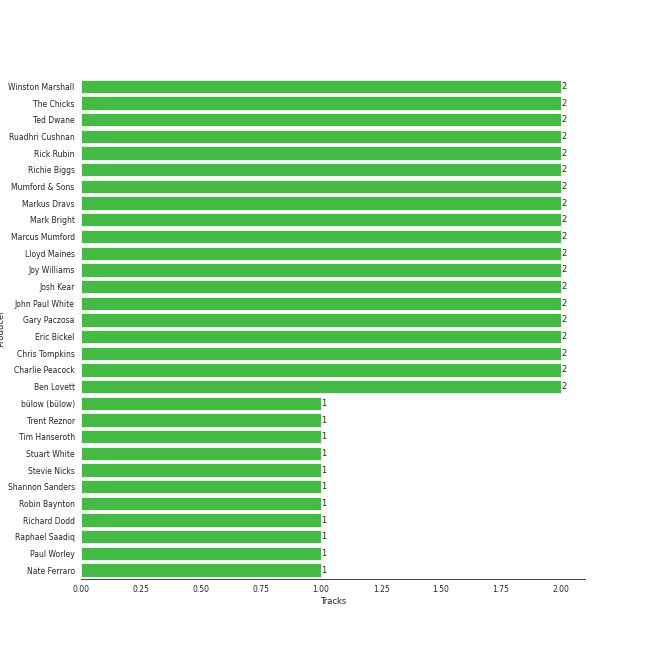 Winston Marshall 2
The Chicks 2
Ted Dwane 2
Ruadhri Cushnan 2
Rick Rubin 2
Richie Biggs 2
Mumford & Sons 2
Markus Dravs 2
Mark Bright 2
Marcus Mumford 2
Lloyd Maines 2
Joy Williams 2
Josh Kear 2
John Paul White 2
Gary Paczosa 2
Eric Bickel 2
Chris Tompkins 2
Charlie Peacock 2
Ben Lovett 2
bülow (bülow) 1
Trent Reznor 1
Tim Hanseroth 1
Stuart White 1
Stevie Nicks 1
Shannon Sanders 1
Robin Baynton 1
Richard Dodd 1
Raphael Saadiq 1
Paul Worley 1
Nate Ferraro 1
0.00 0.25 0.50 0.75 1.00 1.25 1.50 1.75 2.00
Tracks
Producer